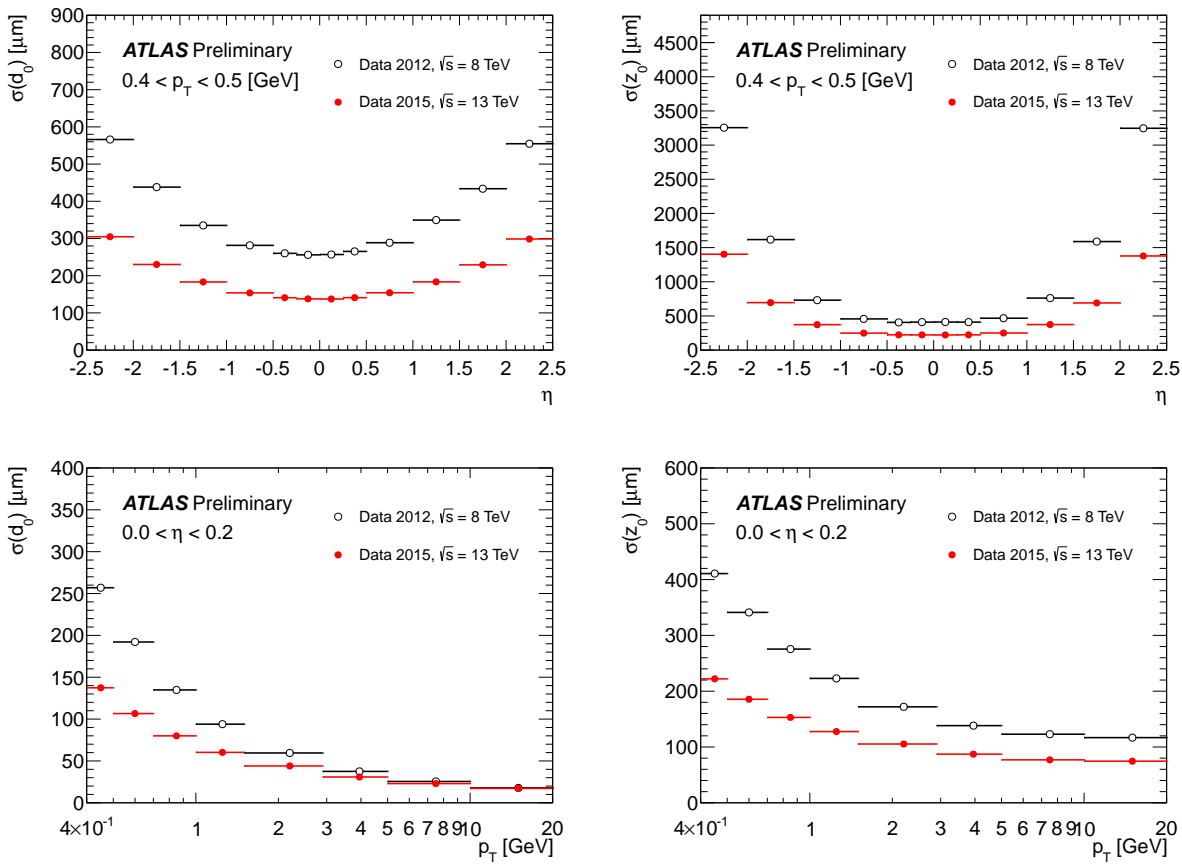 σ(d₀) [μm]
900
800
700
600
500
400
300
200
100
0
ATLAS Preliminary
0.4 < p_T < 0.5 [GeV]
Data 2012, √s = 8 TeV
Data 2015, √s = 13 TeV
-2.5 -2 -1.5 -1 -0.5 0 0.5 1 1.5 2 2.5
η
σ(z₀) [μm]
4500
4000
3500
3000
2500
2000
1500
1000
500
0
ATLAS Preliminary
0.4 < p_T < 0.5 [GeV]
Data 2012, √s = 8 TeV
Data 2015, √s = 13 TeV
-2.5 -2 -1.5 -1 -0.5 0 0.5 1 1.5 2 2.5
η
σ(d₀) [μm]
400
350
300
250
200
150
100
50
0
ATLAS Preliminary
0.0 < η < 0.2
Data 2012, √s = 8 TeV
Data 2015, √s = 13 TeV
4×10⁻¹ 1 2 3 4 5 6 7 8 9 10 20
p_T [GeV]
σ(z₀) [μm]
600
500
400
300
200
100
0
ATLAS Preliminary
0.0 < η < 0.2
Data 2012, √s = 8 TeV
Data 2015, √s = 13 TeV
4×10⁻¹ 1 2 3 4 5 6 7 8 9 10 20
p_T [GeV]